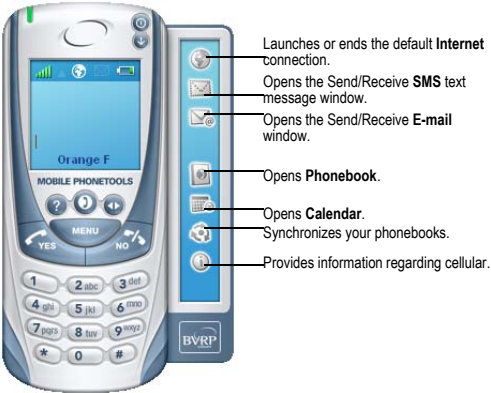 Launches or ends the default Internet
connection.
Opens the Send/Receive SMS text
message window.
Opens the Send/Receive E-mail
window.
Opens Phonebook.
Opens Calendar.
Synchronizes your phonebooks.
Provides information regarding cellular.
Orange F
MOBILE PHONETOOLS
?
MENU
YES
NO
1
2 abc
3 def
4 ghi
5 jkl
6 mno
7 pqrs
8 tuv
9 wxyz
*
0
#
BVRP